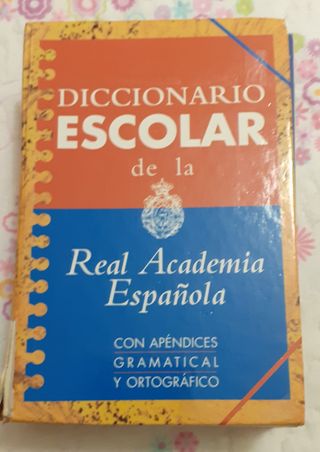 DICCIONARIO
ESCOLAR
de la
Real Academia
Española
CON APÉNDICES
GRAMATICAL
Y ORTOGRÁFICO